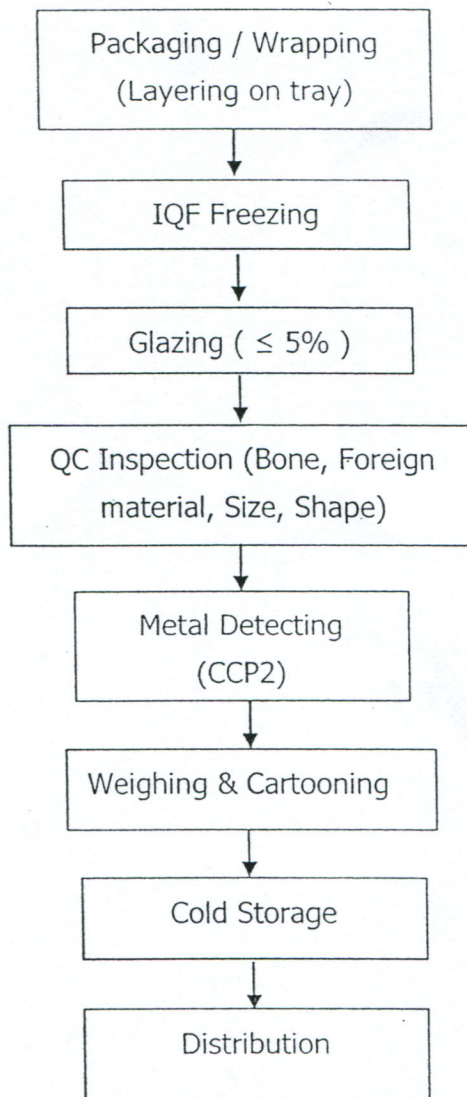 Packaging / Wrapping
(Layering on tray)
IQF Freezing
Glazing ( ≤ 5% )
QC Inspection (Bone, Foreign
material, Size, Shape)
Metal Detecting
(CCP2)
Weighing & Cartooning
Cold Storage
Distribution